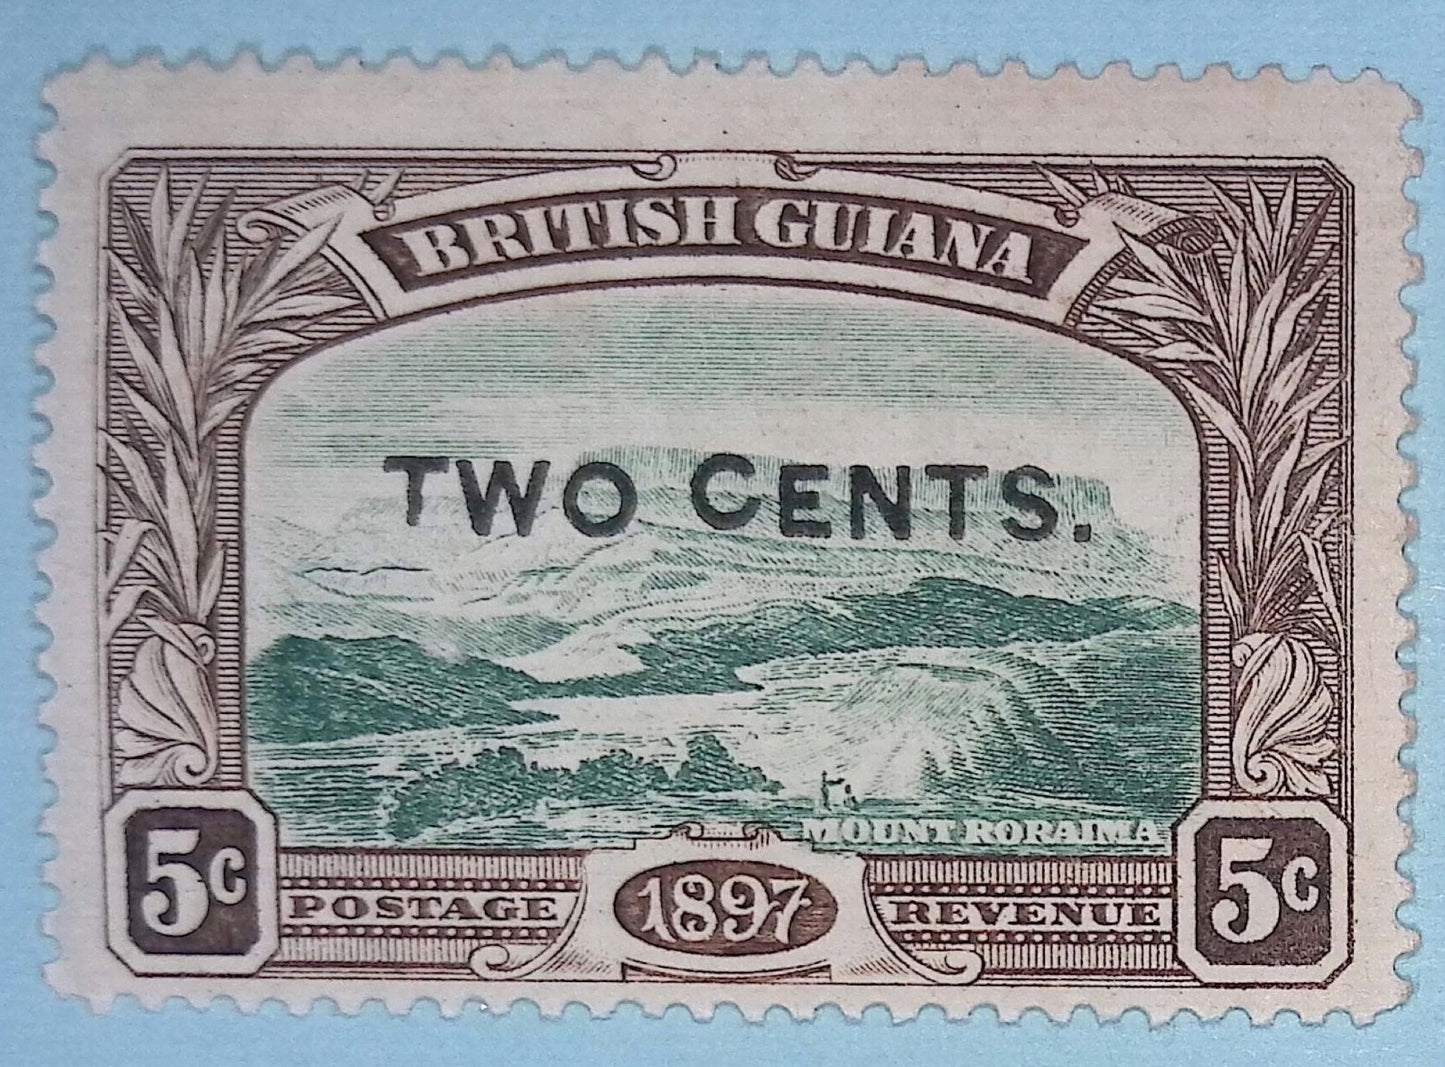 BRITISH GUIANA
TWO CENTS.
MOUNT RORAIMA
5c POSTAGE 1897 REVENUE 5c